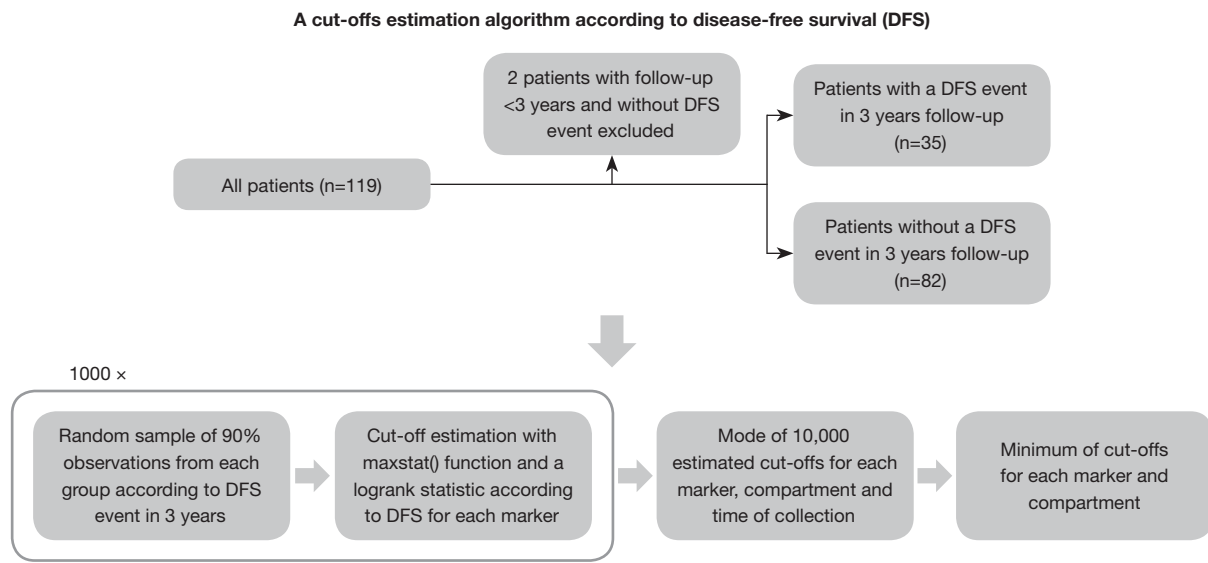 A cut-offs estimation algorithm according to disease-free survival (DFS)
2 patients with follow-up
<3 years and without DFS
event excluded
Patients with a DFS event
in 3 years follow-up
(n=35)
All patients (n=119)
Patients without a DFS
event in 3 years follow-up
(n=82)
1000 ×
Random sample of 90%
observations from each
group according to DFS
event in 3 years
Cut-off estimation with
maxstat() function and a
logrank statistic according
to DFS for each marker
Mode of 10,000
estimated cut-offs for each
marker, compartment and
time of collection
Minimum of cut-offs
for each marker and
compartment